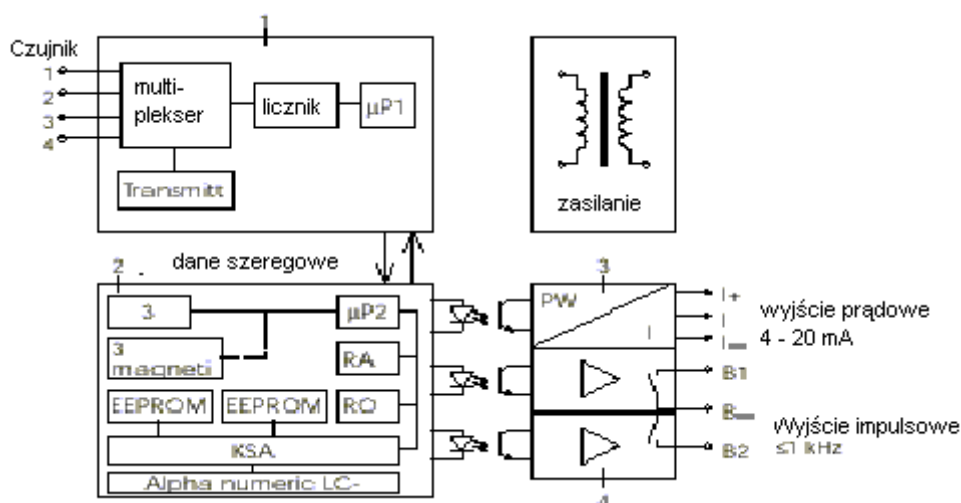 1
Czujnik
1
2
3
4
multi-
plekser
licznik
µP1
Transmitt
zasilanie
dane szeregowe
2
3
µP2
3
magneti
RA
EEPROM
EEPROM
RO
KSA
Alpha numeric LC-
3
PW
I
I+
I
I_
wyjście prądowe
4 - 20 mA
B1
B_
B2
Wyjście impulsowe
≤1 kHz
4